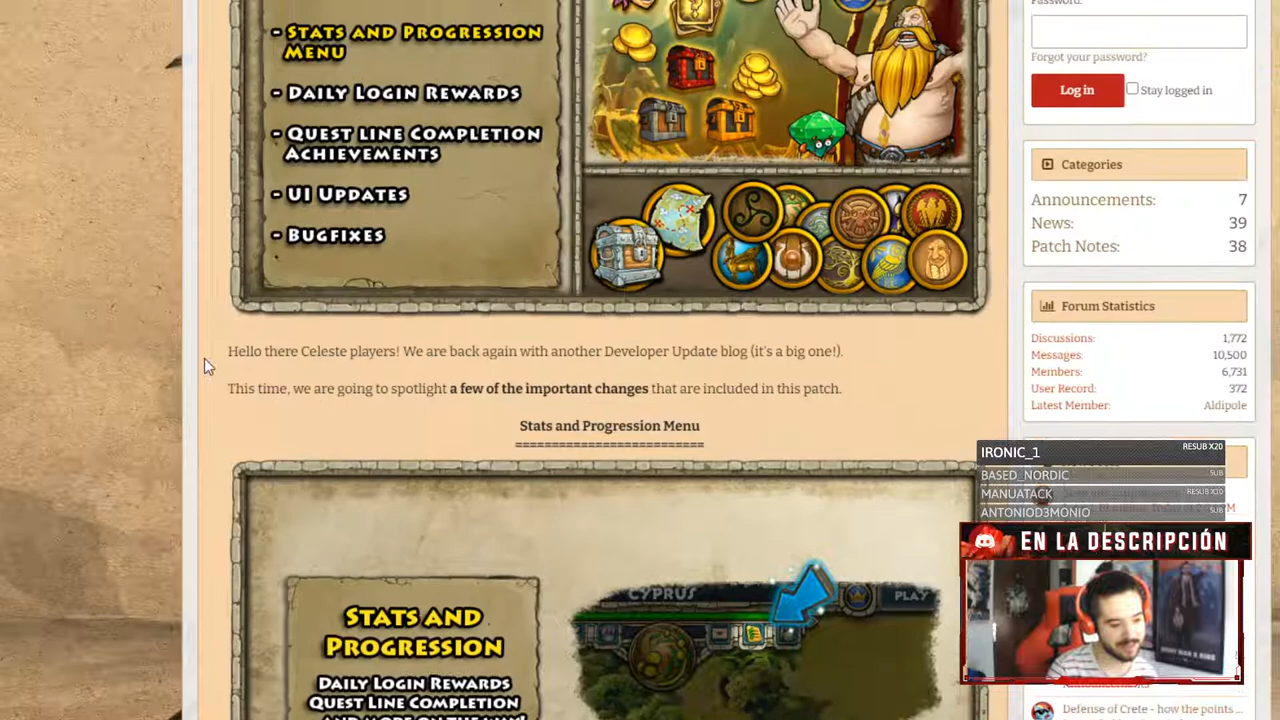 - STATS AND PROGRESSION
MENU
- DAILY LOGIN REWARDS
- QUEST LINE COMPLETION
ACHIEVEMENTS
- UI UPDATES
- BUGFIXES
Hello there Celeste players! We are back again with another Developer Update blog (it's a big one!).
This time, we are going to spotlight a few of the important changes that are included in this patch.
Stats and Progression Menu
==========================
STATS AND
PROGRESSION
DAILY LOGIN REWARDS
QUEST LINE COMPLETION
CYPRUS
PLAY
Password:
Forgot your password?
Log in
Stay logged in
Categories
Announcements: 7
News: 39
Patch Notes: 38
Forum Statistics
Discussions: 1,772
Messages: 10,500
Members: 6,731
User Record: 372
Latest Member: Aldipole
IRONIC_1 RESUB X20
BASED_NORDIC SUB
MANUATACK RESUB X10
ANTONIOD3MONIO SUB
EN LA DESCRIPCIÓN
Defense of Crete - how the points ...